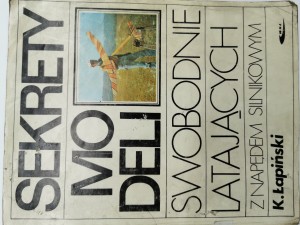 SEKRETY
MO
DELI
SWOBODNIE
LATAJĄCYCH
Z NAPĘDEM SILNIKOWYM
K. Łapiński